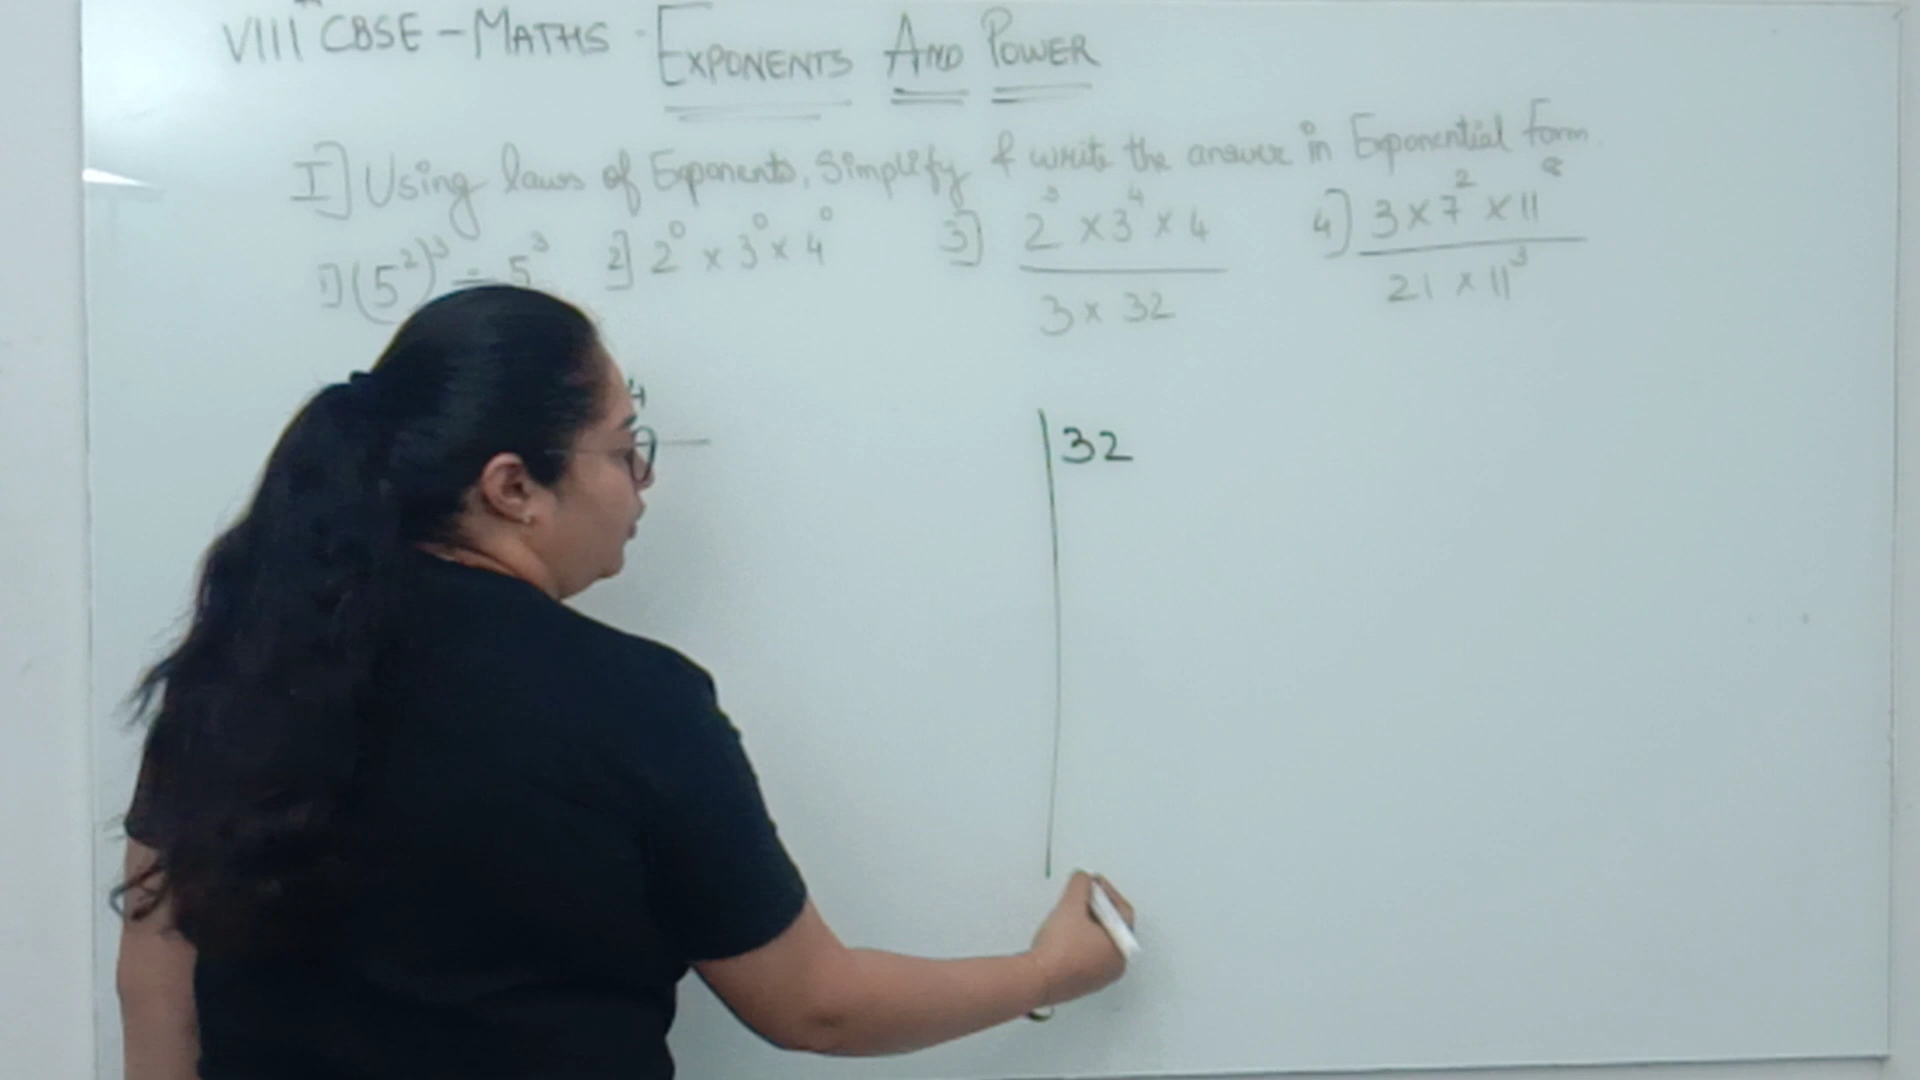 VIII CBSE - MATHS - EXPONENTS AND POWER
I] Using laws of Exponents, Simplify & write the answer in Exponential form.
1) (5²)³ ÷ 5³ 2] 2⁰ × 3⁰ × 4⁰ 3] 2³ × 3⁴ × 4 4] 3 × 7² × 11⁸
3 × 32 21 × 11³
4
32